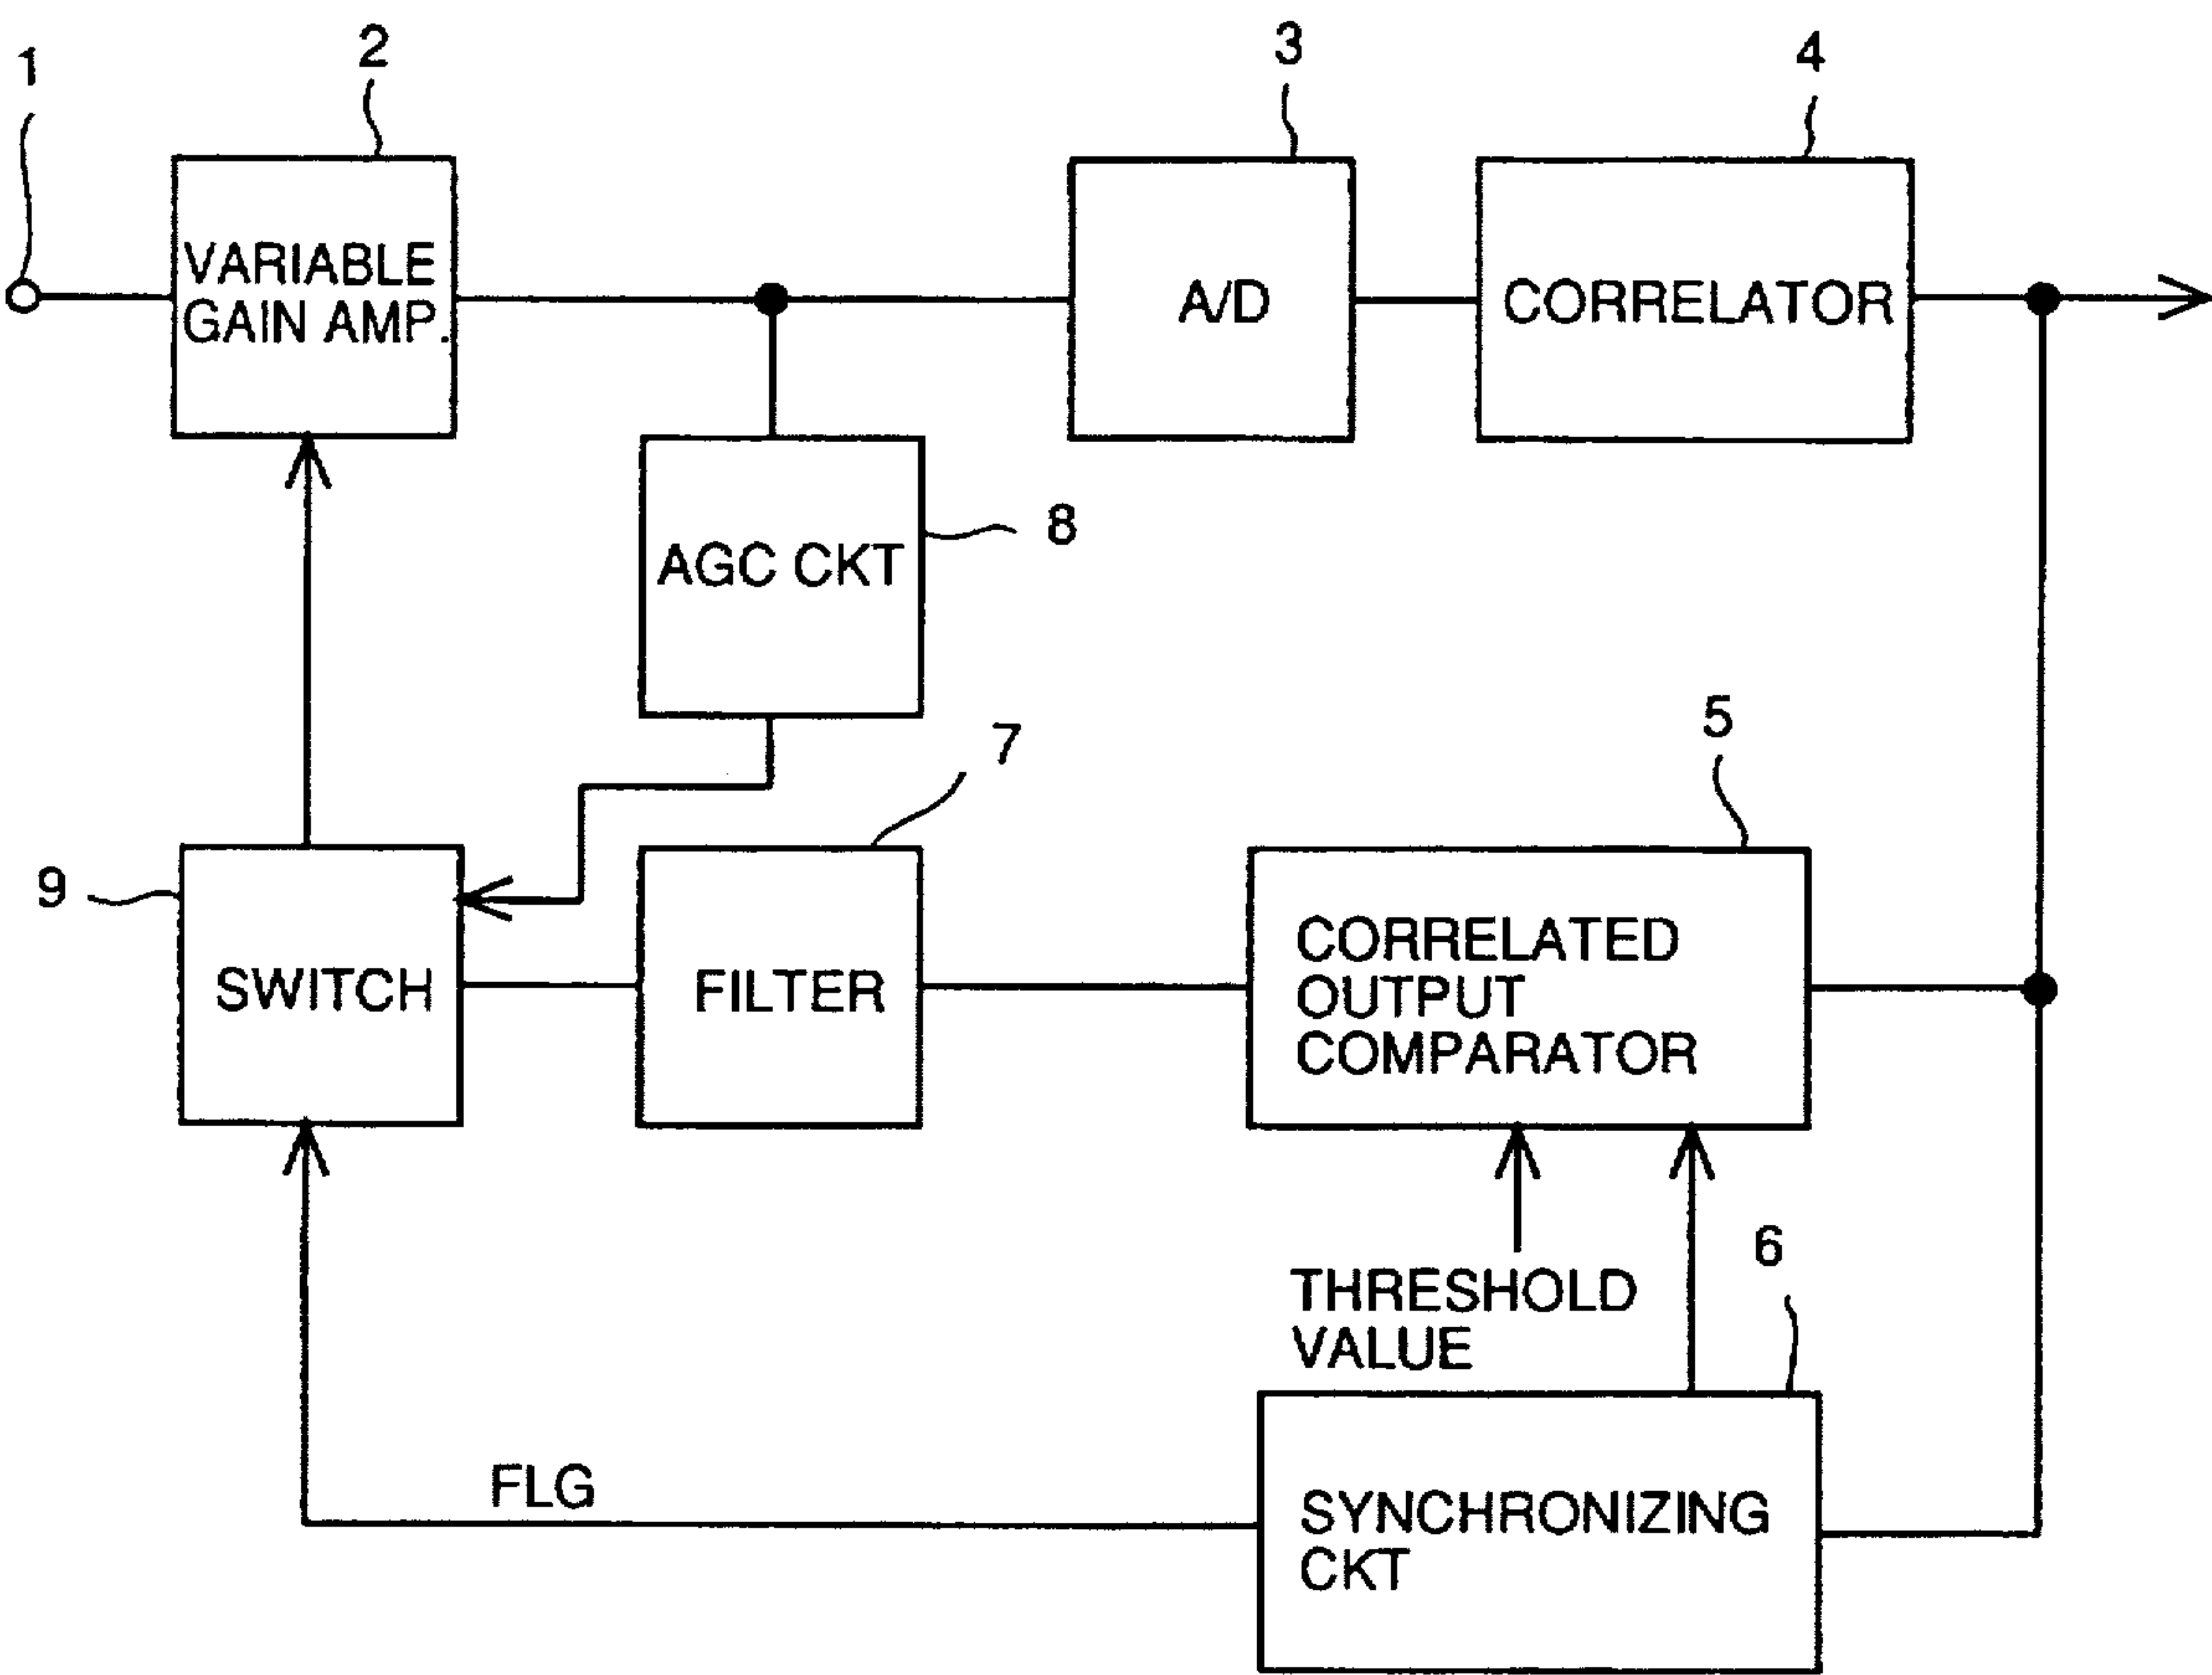 1
2
3
4
VARIABLE
GAIN AMP.
A/D
CORRELATOR
8
AGC CKT
5
7
9
SWITCH
FILTER
CORRELATED
OUTPUT
COMPARATOR
6
THRESHOLD
VALUE
FLG
SYNCHRONIZING
CKT